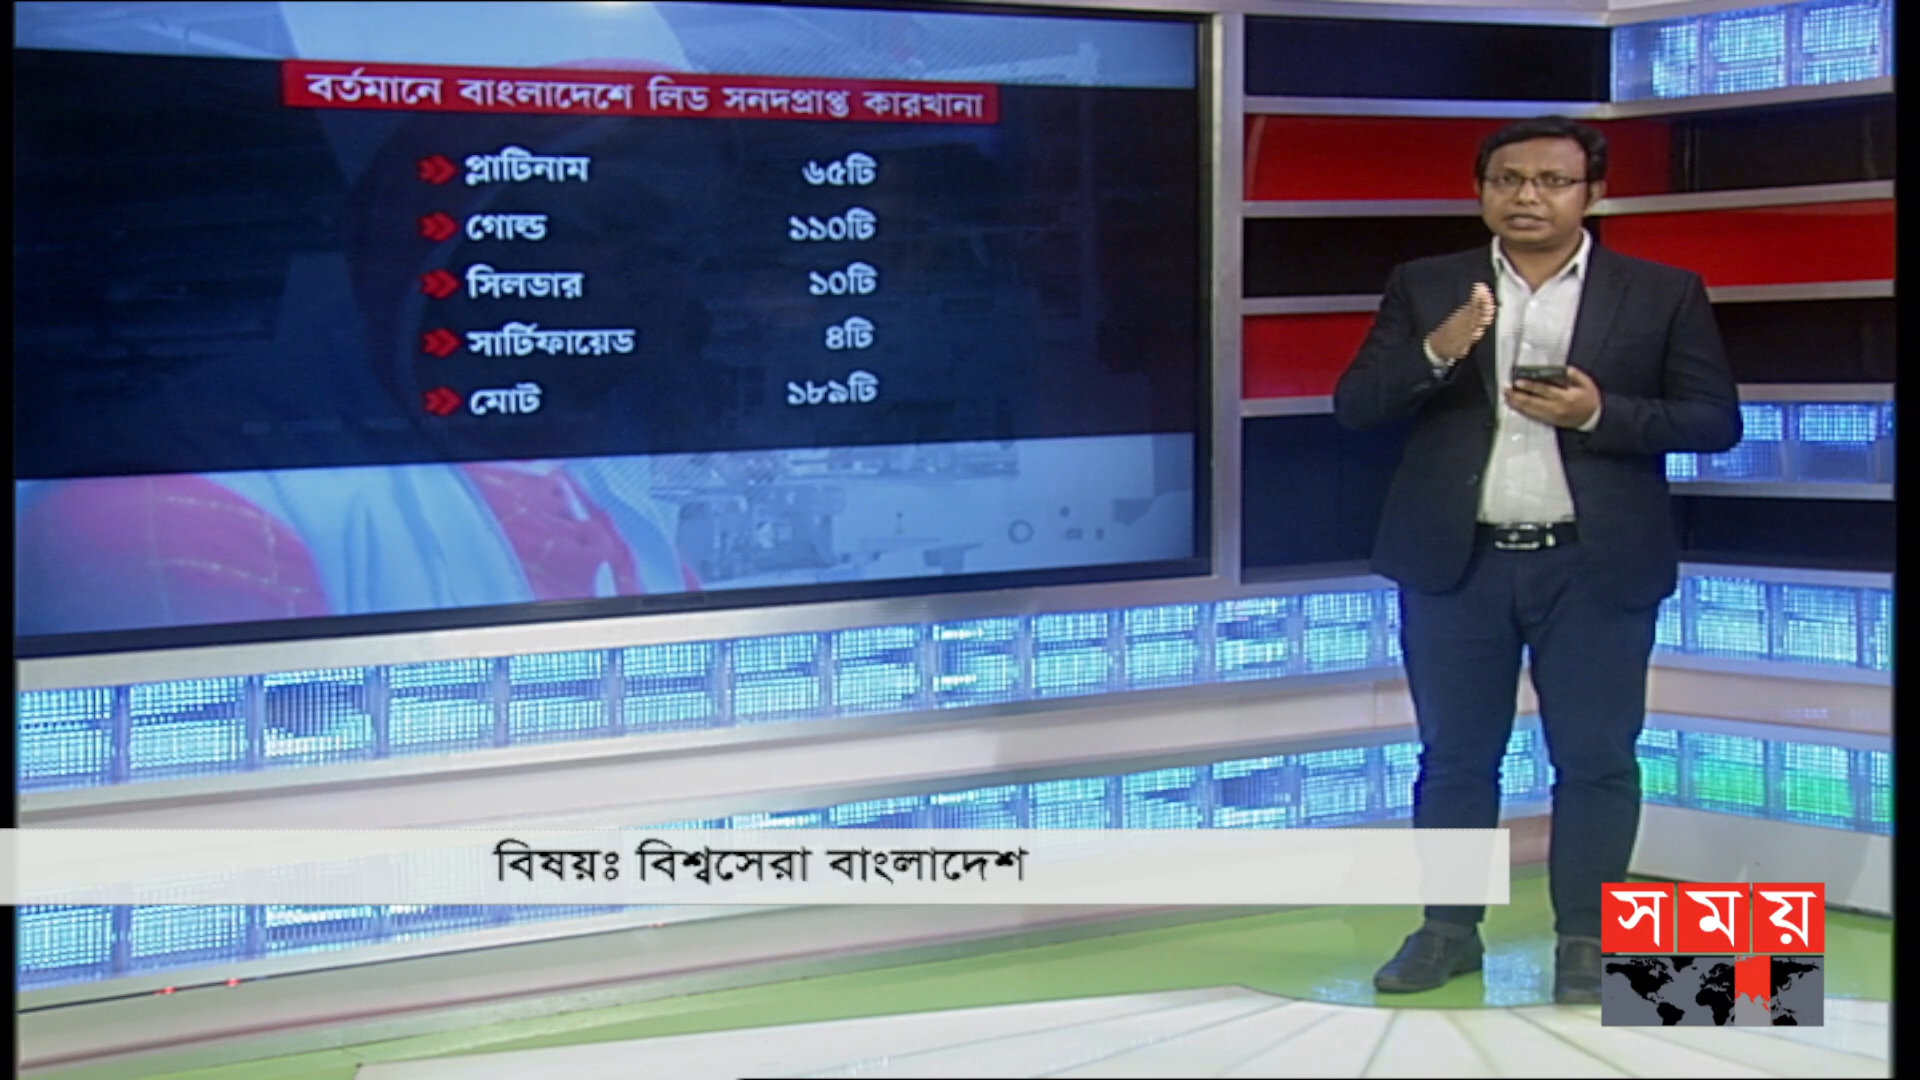 বর্তমানে বাংলাদেশে লিড সনদপ্রাপ্ত কারখানা
প্লাটিনাম ৬৫টি
গোল্ড ১১০টি
সিলভার ১০টি
সার্টিফায়েড ৪টি
মোট ১৮৯টি
বিষয়ঃ বিশ্বসেরা বাংলাদেশ
সময়